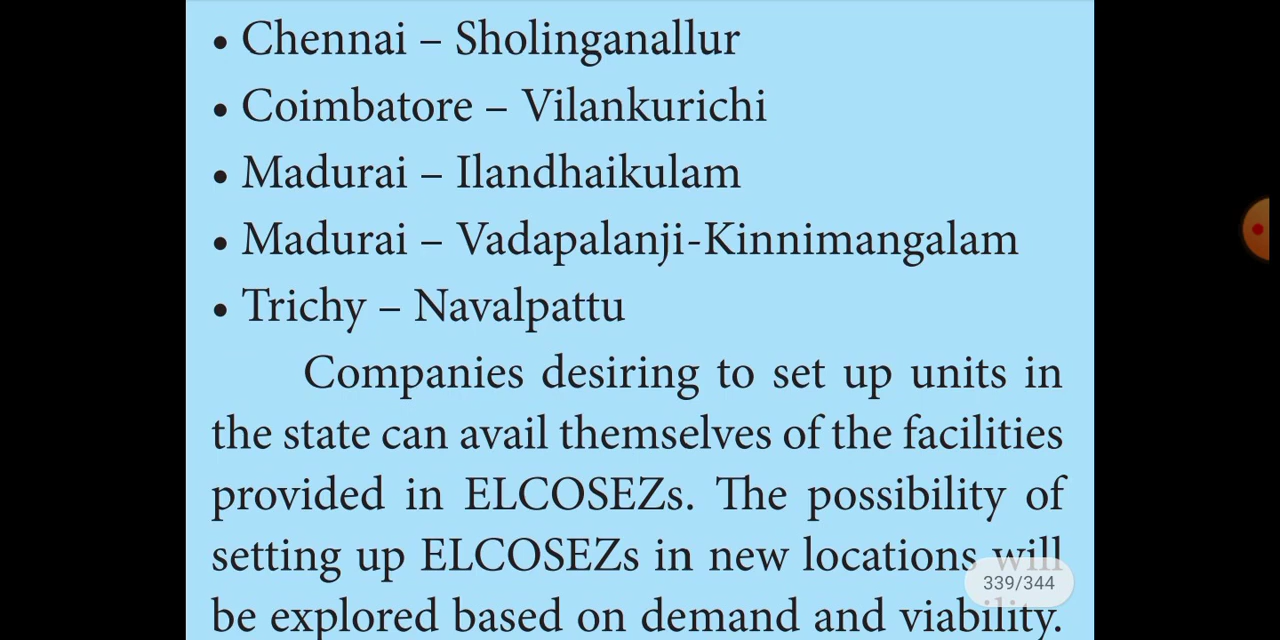 • Chennai – Sholinganallur
• Coimbatore – Vilankurichi
• Madurai – Ilandhaikulam
• Madurai – Vadapalanji-Kinnimangalam
• Trichy – Navalpattu
Companies desiring to set up units in
the state can avail themselves of the facilities
provided in ELCOSEZs. The possibility of
setting up ELCOSEZs in new locations will
339/344
be explored based on demand and viability.